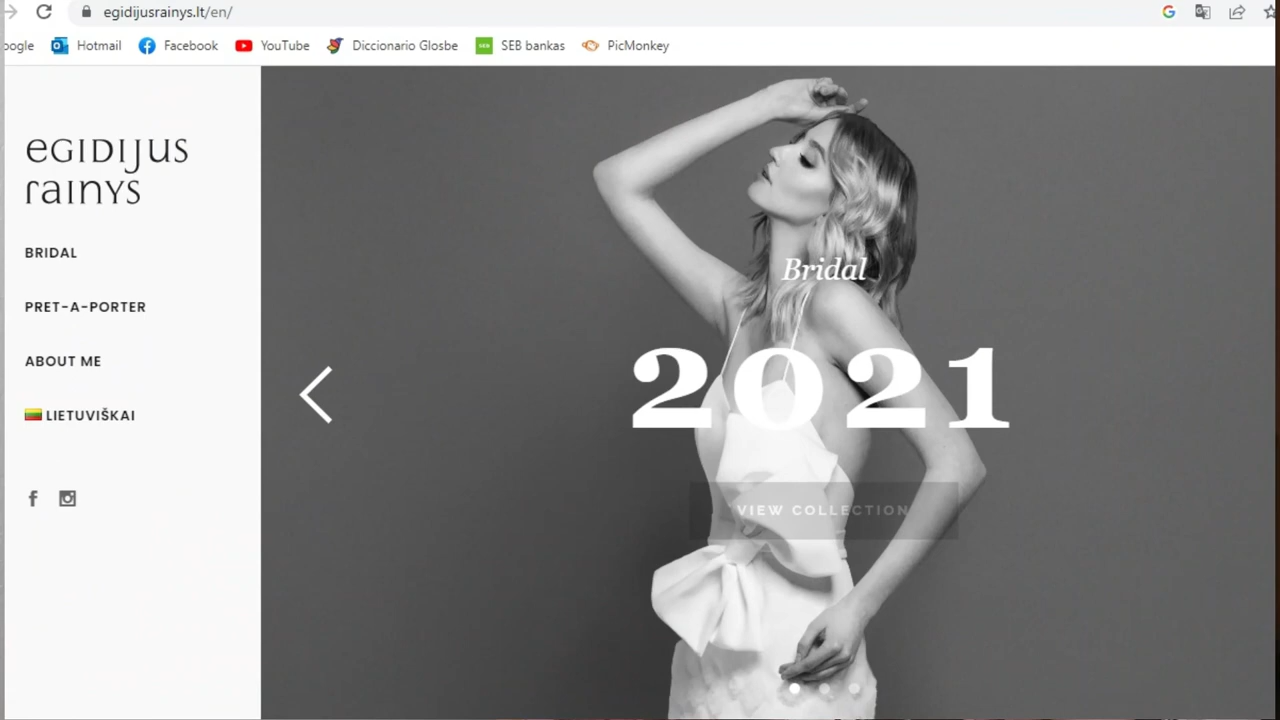 egidijusrainys.lt/en/
oogle Hotmail Facebook YouTube Diccionario Glosbe SEB SEB bankas PicMonkey
EGIDIJUS
RAINYS
BRIDAL
PRET-A-PORTER
ABOUT ME
LIETUVIŠKAI
Bridal
2021
VIEW COLLECTION